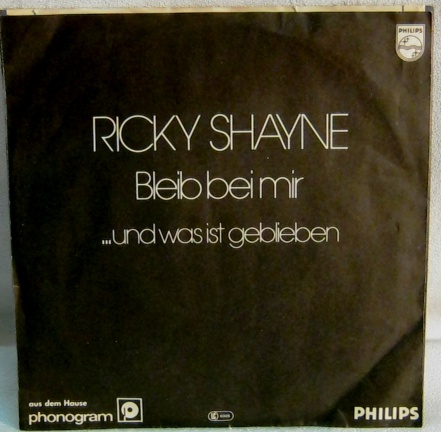 PHILIPS
RICKY SHAYNE
Bleib bei mir
...und was ist geblieben
aus dem Hause
phonogram
PHILIPS